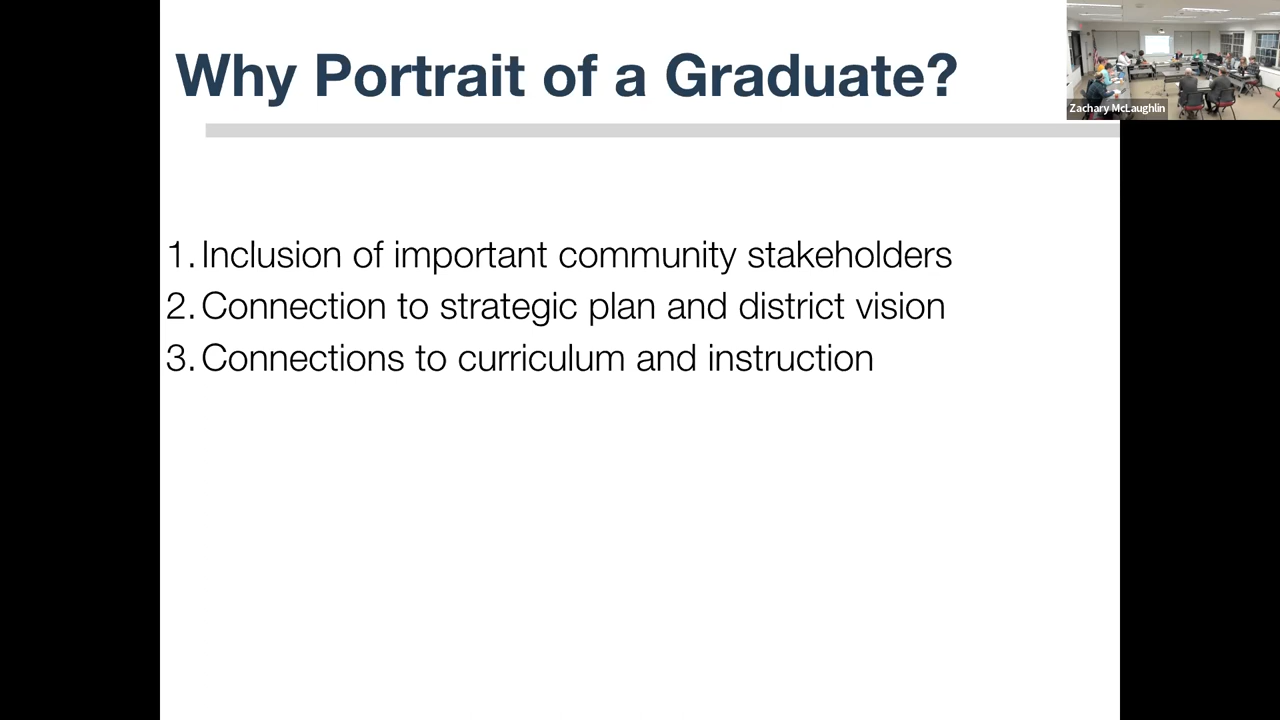 Why Portrait of a Graduate?
Zachary McLaughlin
1. Inclusion of important community stakeholders
2. Connection to strategic plan and district vision
3. Connections to curriculum and instruction